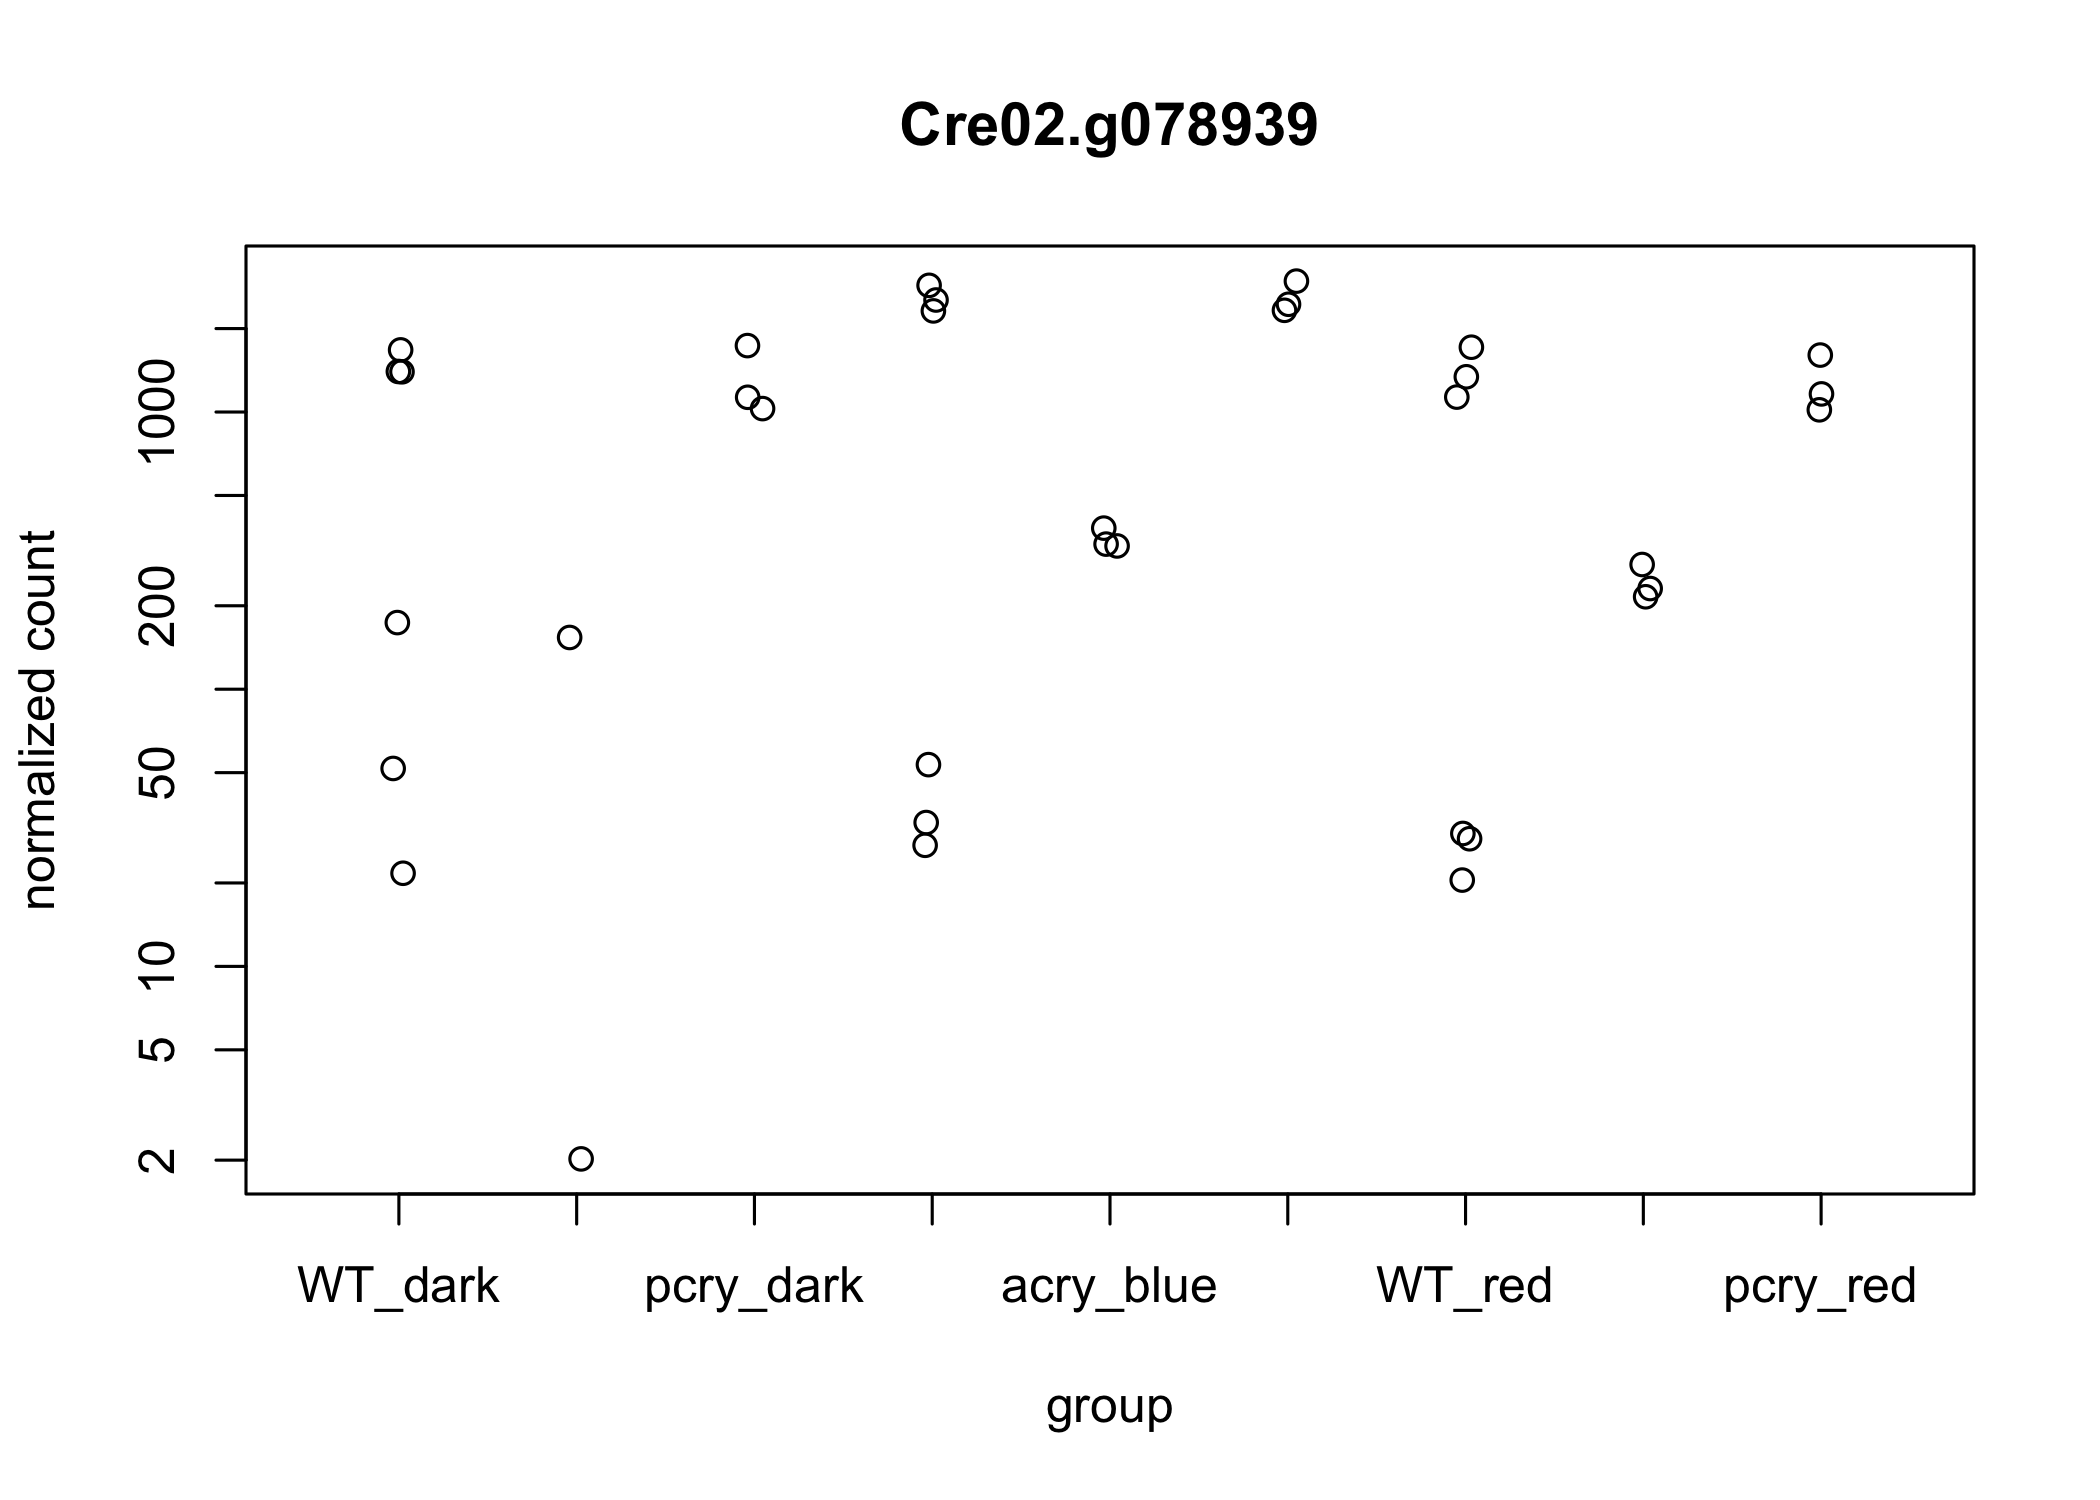 Cre02.g078939
normalized count
1000
200
50
10
5
2
WT_dark
pcry_dark
acry_blue
WT_red
pcry_red
group